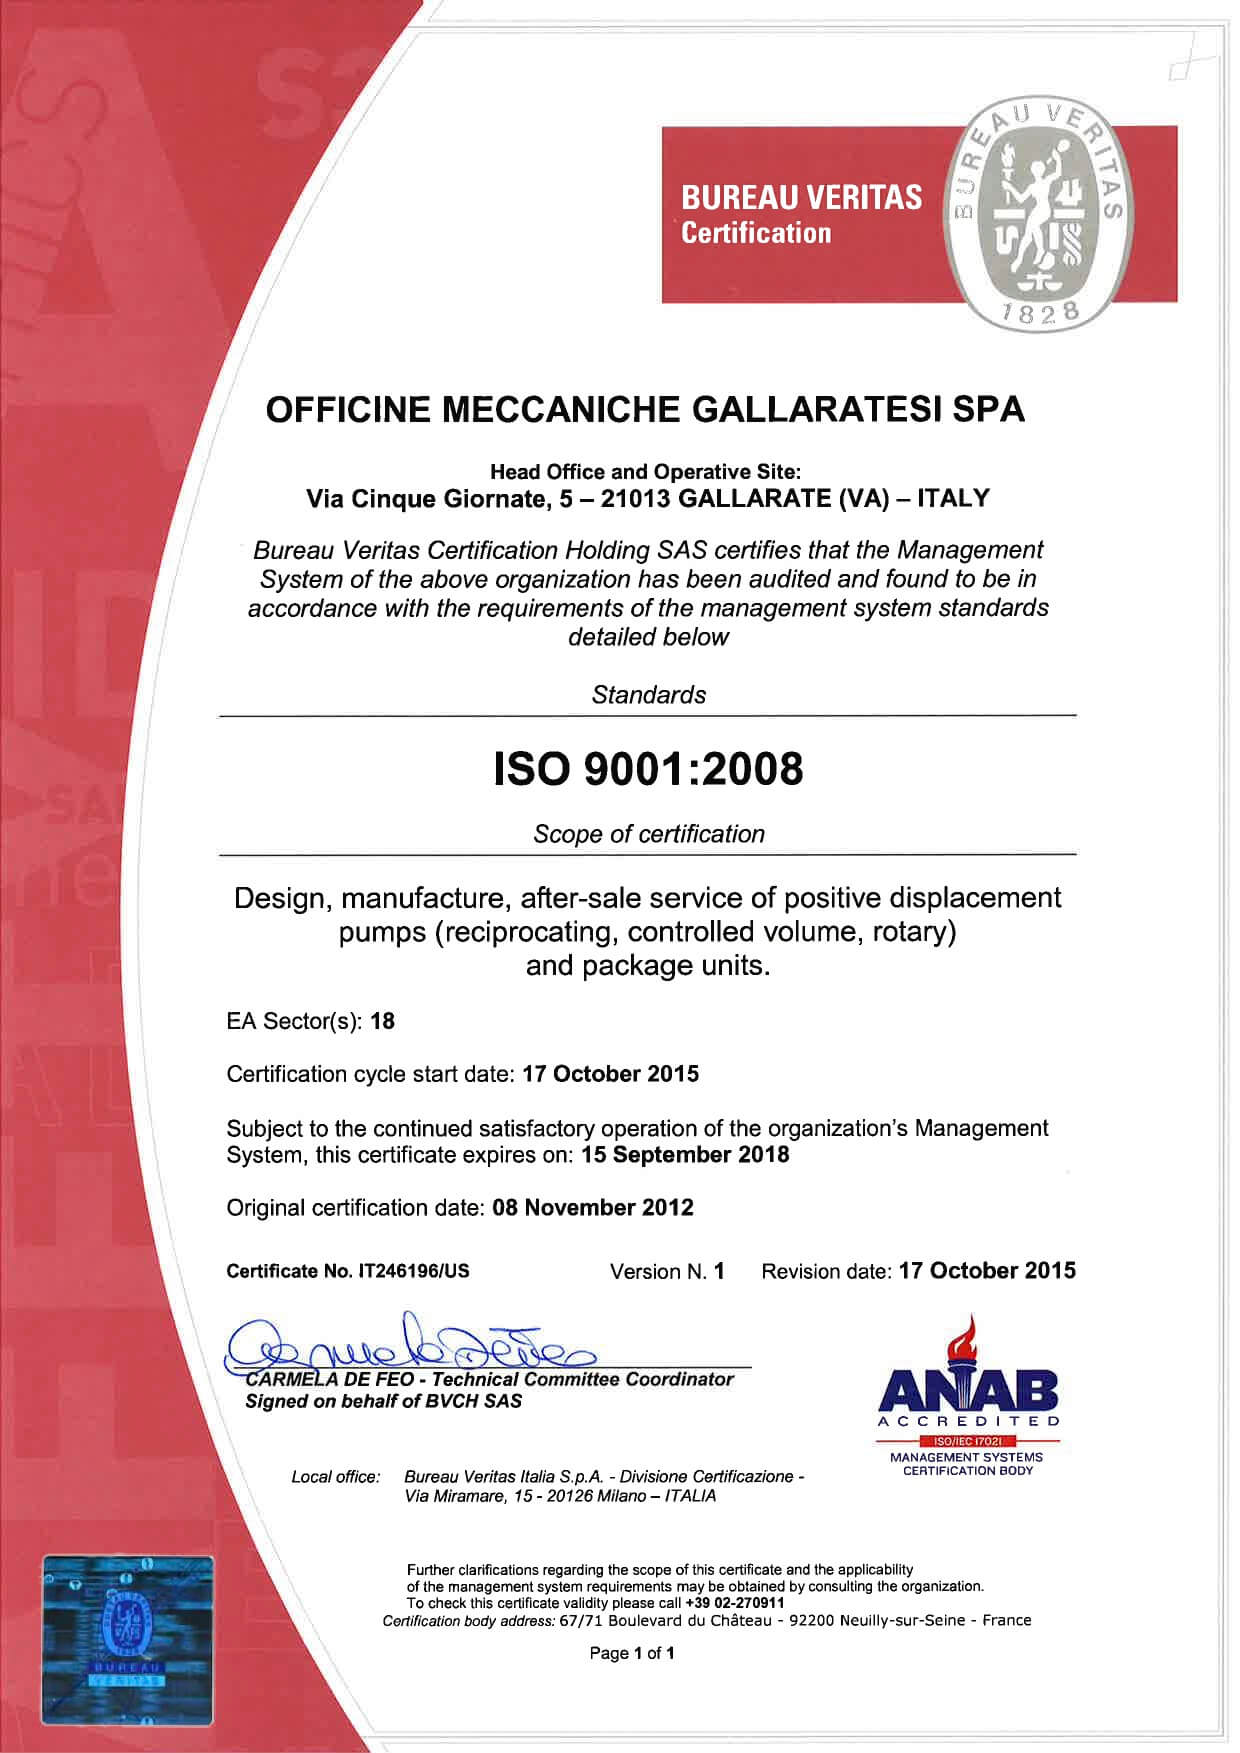 BUREAU VERITAS
Certification
BUREAU VERITAS
1828
OFFICINE MECCANICHE GALLARATESI SPA
Head Office and Operative Site:
Via Cinque Giornate, 5 – 21013 GALLARATE (VA) – ITALY
Bureau Veritas Certification Holding SAS certifies that the Management
System of the above organization has been audited and found to be in
accordance with the requirements of the management system standards
detailed below
Standards
ISO 9001:2008
Scope of certification
Design, manufacture, after-sale service of positive displacement
pumps (reciprocating, controlled volume, rotary)
and package units.
EA Sector(s): 18
Certification cycle start date: 17 October 2015
Subject to the continued satisfactory operation of the organization's Management
System, this certificate expires on: 15 September 2018
Original certification date: 08 November 2012
Certificate No. IT246196/US Version N. 1 Revision date: 17 October 2015
CARMELA DE FEO - Technical Committee Coordinator
Signed on behalf of BVCH SAS
ANAB
ACCREDITED
ISO/IEC 17021
MANAGEMENT SYSTEMS
CERTIFICATION BODY
Local office: Bureau Veritas Italia S.p.A. - Divisione Certificazione -
Via Miramare, 15 - 20126 Milano – ITALIA
Further clarifications regarding the scope of this certificate and the applicability
of the management system requirements may be obtained by consulting the organization.
To check this certificate validity please call +39 02-270911
Certification body address: 67/71 Boulevard du Château - 92200 Neuilly-sur-Seine - France
Page 1 of 1
BUREAU
VERITAS